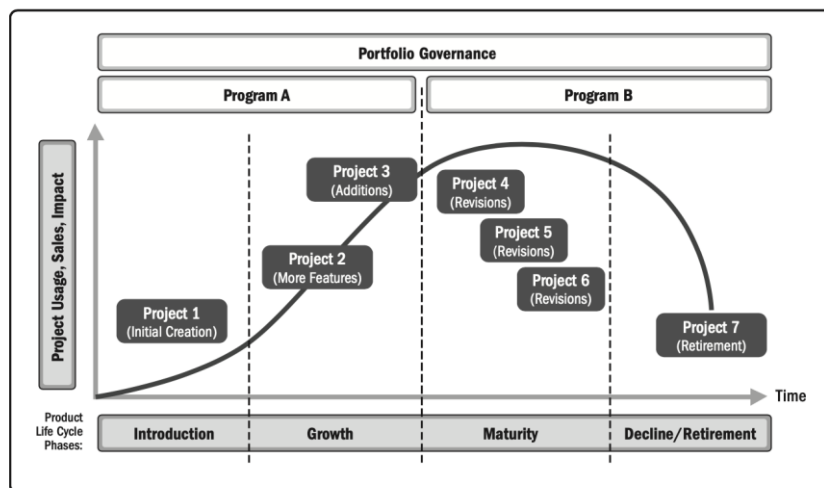 Portfolio Governance
Program A
Program B
Project Usage, Sales, Impact
Project 3
(Additions)
Project 4
(Revisions)
Project 5
(Revisions)
Project 2
(More Features)
Project 6
(Revisions)
Project 1
(Initial Creation)
Project 7
(Retirement)
Time
Product
Life Cycle
Phases:
Introduction
Growth
Maturity
Decline/Retirement